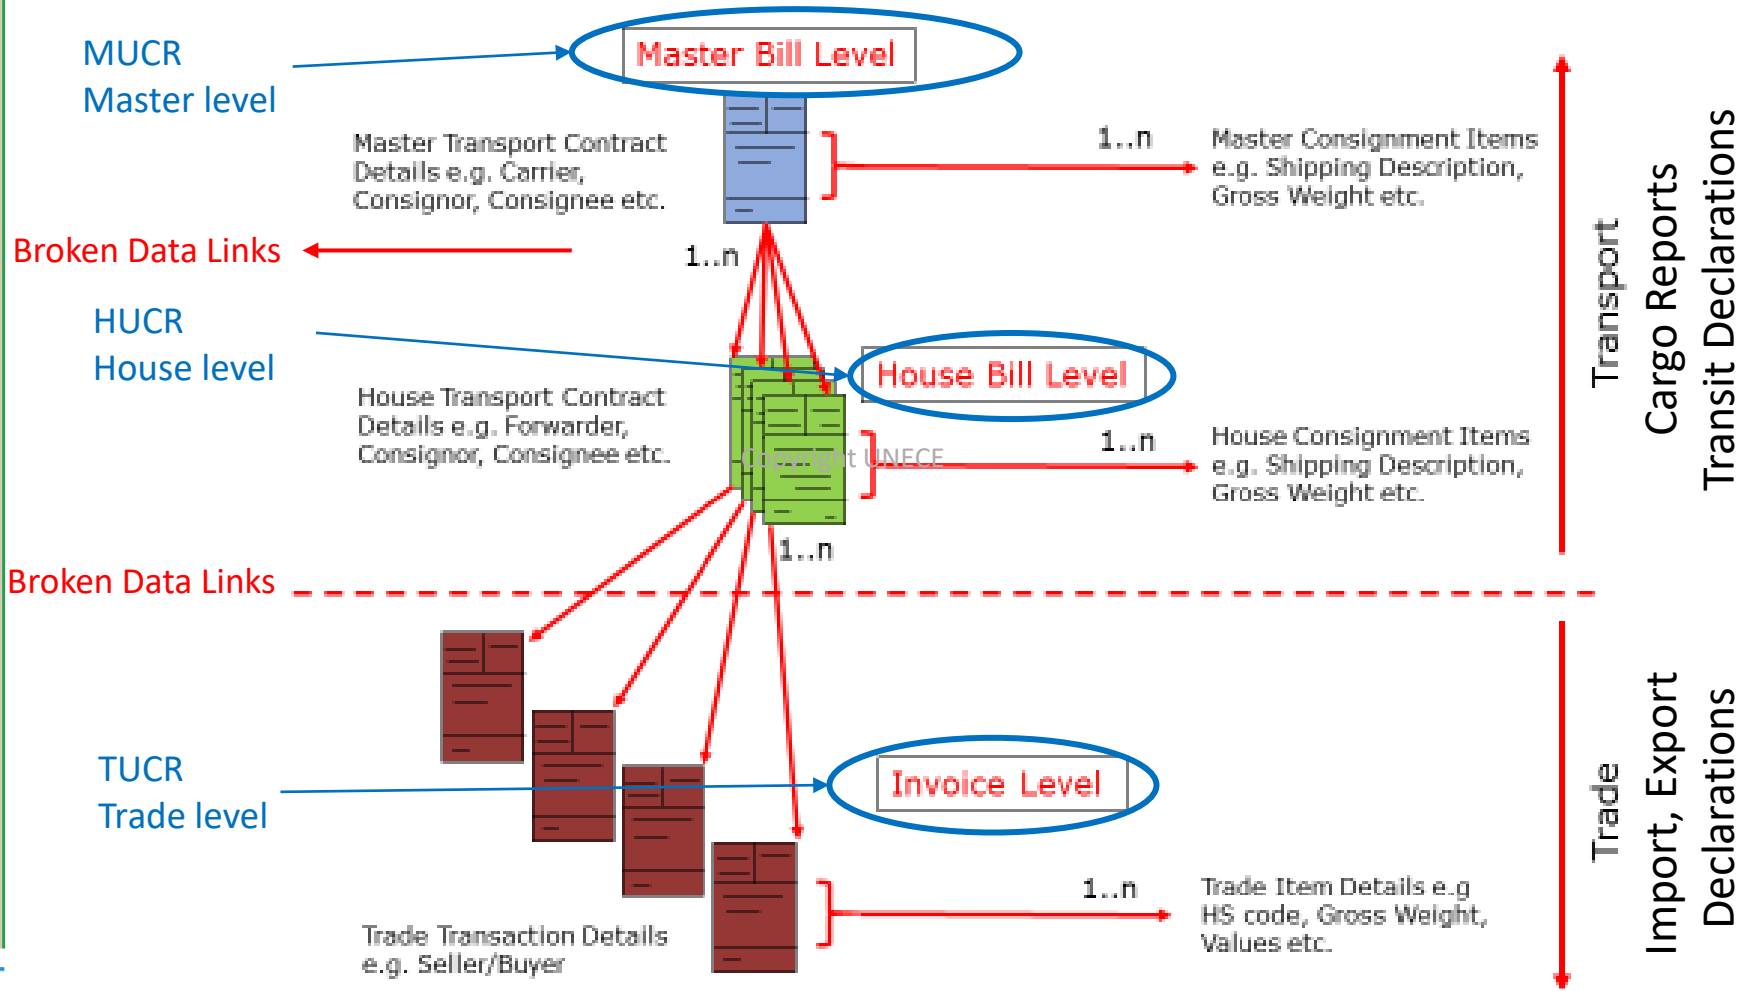 MUCR
Master level
Master Bill Level
Master Transport Contract
Details e.g. Carrier,
Consignor, Consignee etc.
1..n
Master Consignment Items
e.g. Shipping Description,
Gross Weight etc.
Broken Data Links
1..n
HUCR
House level
House Bill Level
House Transport Contract
Details e.g. Forwarder,
Consignor, Consignee etc.
Copyright UNECE
1..n
House Consignment Items
e.g. Shipping Description,
Gross Weight etc.
1..n
Transport
Cargo Reports
Transit Declarations
Broken Data Links
TUCR
Trade level
Invoice Level
Trade Transaction Details
e.g. Seller/Buyer
1..n
Trade Item Details e.g
HS code, Gross Weight,
Values etc.
Trade
Import, Export
Declarations